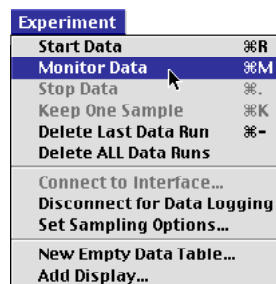 Experiment
Start Data ⌘R
Monitor Data ⌘M
Stop Data ⌘.
Keep One Sample ⌘K
Delete Last Data Run ⌘-
Delete ALL Data Runs
Connect to Interface...
Disconnect for Data Logging
Set Sampling Options...
New Empty Data Table...
Add Display...